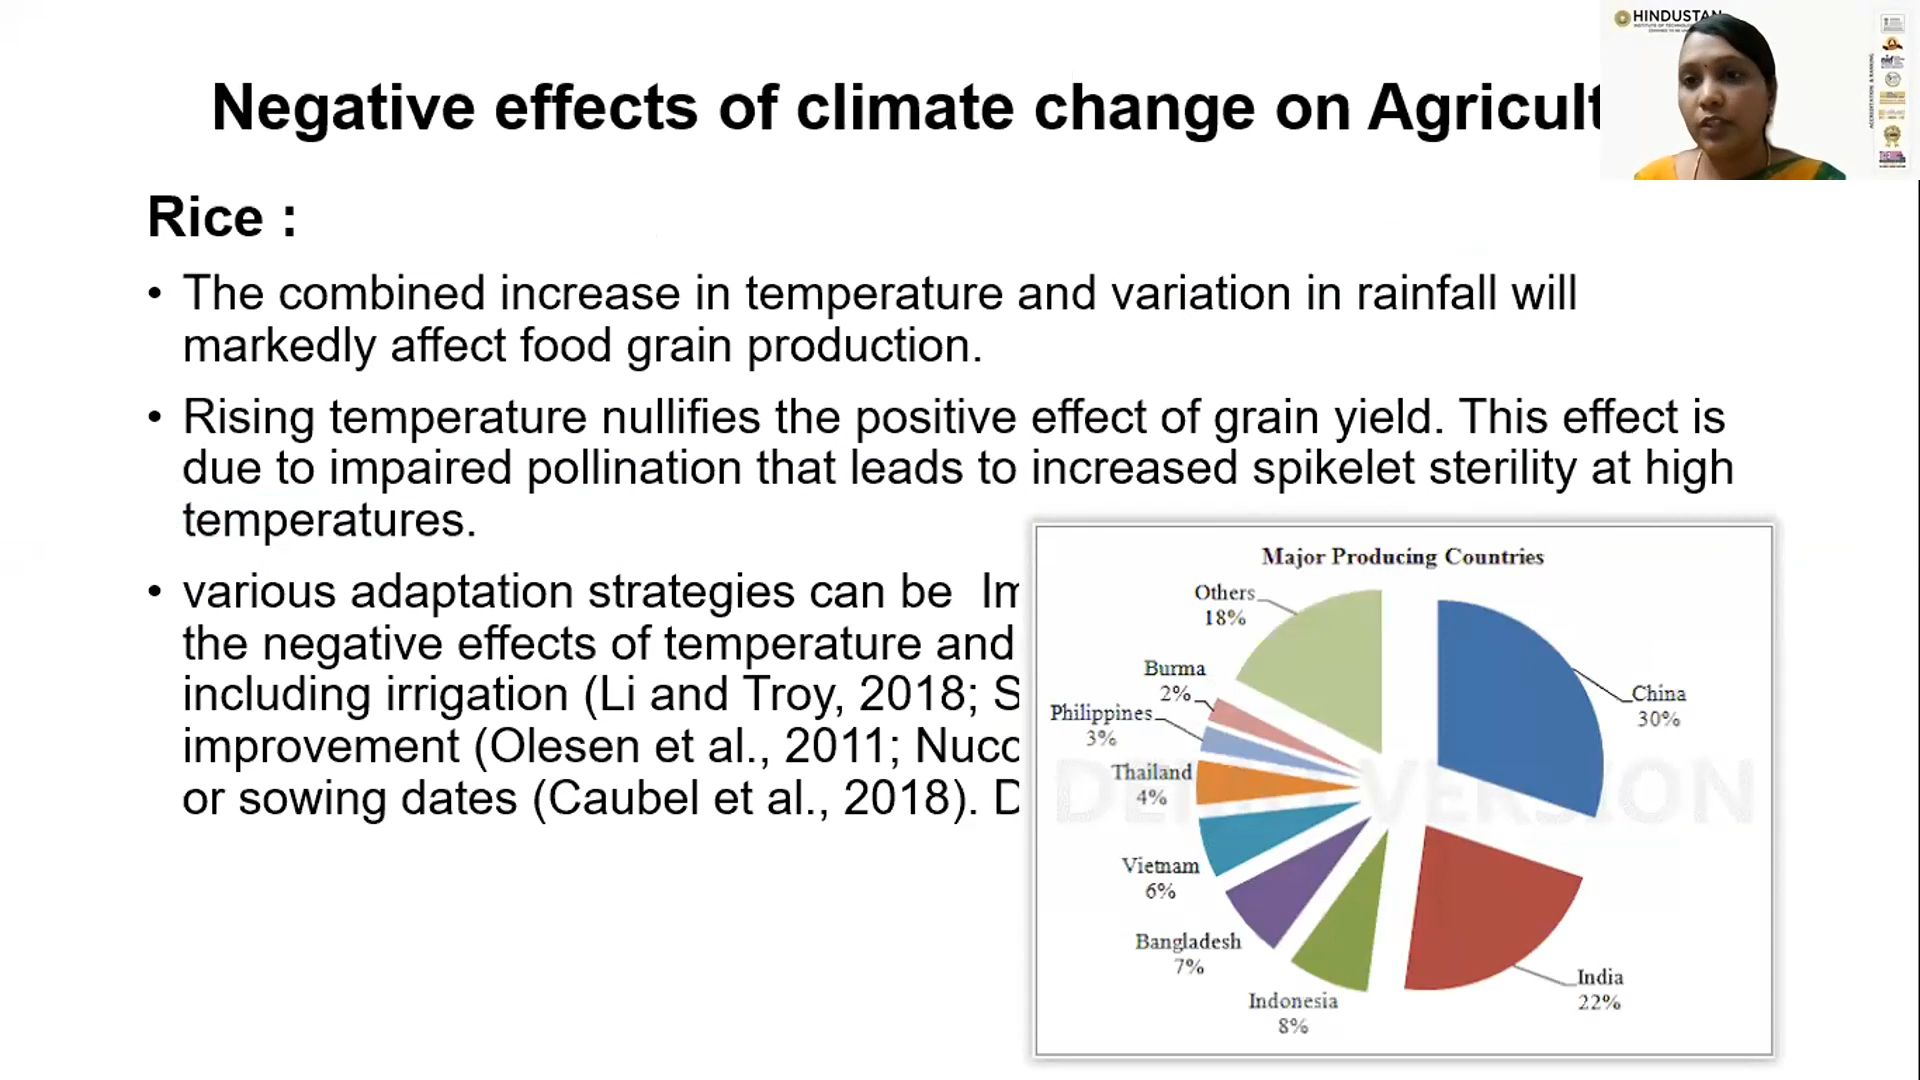 HINDUSTAN
Negative effects of climate change on Agricult
ACCREDITATION & RANKING
Rice :
• The combined increase in temperature and variation in rainfall will
markedly affect food grain production.
• Rising temperature nullifies the positive effect of grain yield. This effect is
due to impaired pollination that leads to increased spikelet sterility at high
temperatures.
• various adaptation strategies can be Im
the negative effects of temperature and
including irrigation (Li and Troy, 2018; S
improvement (Olesen et al., 2011; Nucc
or sowing dates (Caubel et al., 2018). D
Major Producing Countries
Others
18%
Burma
2%
Philippines
3%
Thailand
4%
Vietnam
6%
Bangladesh
7%
Indonesia
8%
China
30%
India
22%
DEMO VERSION